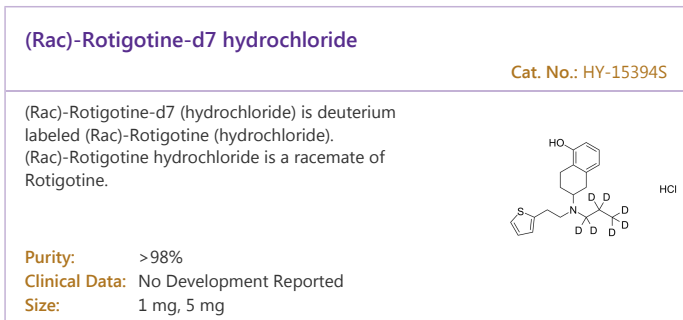 (Rac)-Rotigotine-d7 hydrochloride
Cat. No.: HY-15394S
(Rac)-Rotigotine-d7 (hydrochloride) is deuterium
labeled (Rac)-Rotigotine (hydrochloride).
(Rac)-Rotigotine hydrochloride is a racemate of
Rotigotine.
HO
HCl
D D
S N D
D D D
D
Purity: >98%
Clinical Data: No Development Reported
Size: 1 mg, 5 mg